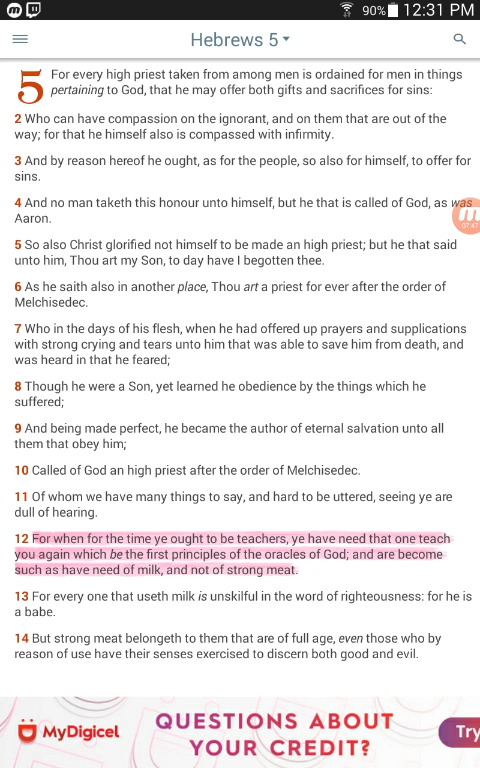 90% 12:31 PM
Hebrews 5
5 For every high priest taken from among men is ordained for men in things
pertaining to God, that he may offer both gifts and sacrifices for sins:
2 Who can have compassion on the ignorant, and on them that are out of the
way; for that he himself also is compassed with infirmity.
3 And by reason hereof he ought, as for the people, so also for himself, to offer for
sins.
4 And no man taketh this honour unto himself, but he that is called of God, as was
Aaron.
07:47
5 So also Christ glorified not himself to be made an high priest; but he that said
unto him, Thou art my Son, to day have I begotten thee.
6 As he saith also in another place, Thou art a priest for ever after the order of
Melchisedec.
7 Who in the days of his flesh, when he had offered up prayers and supplications
with strong crying and tears unto him that was able to save him from death, and
was heard in that he feared;
8 Though he were a Son, yet learned he obedience by the things which he
suffered;
9 And being made perfect, he became the author of eternal salvation unto all
them that obey him;
10 Called of God an high priest after the order of Melchisedec.
11 Of whom we have many things to say, and hard to be uttered, seeing ye are
dull of hearing.
12 For when for the time ye ought to be teachers, ye have need that one teach
you again which be the first principles of the oracles of God; and are become
such as have need of milk, and not of strong meat.
13 For every one that useth milk is unskilful in the word of righteousness: for he is
a babe.
14 But strong meat belongeth to them that are of full age, even those who by
reason of use have their senses exercised to discern both good and evil.
MyDigicel
QUESTIONS ABOUT
YOUR CREDIT?
Try